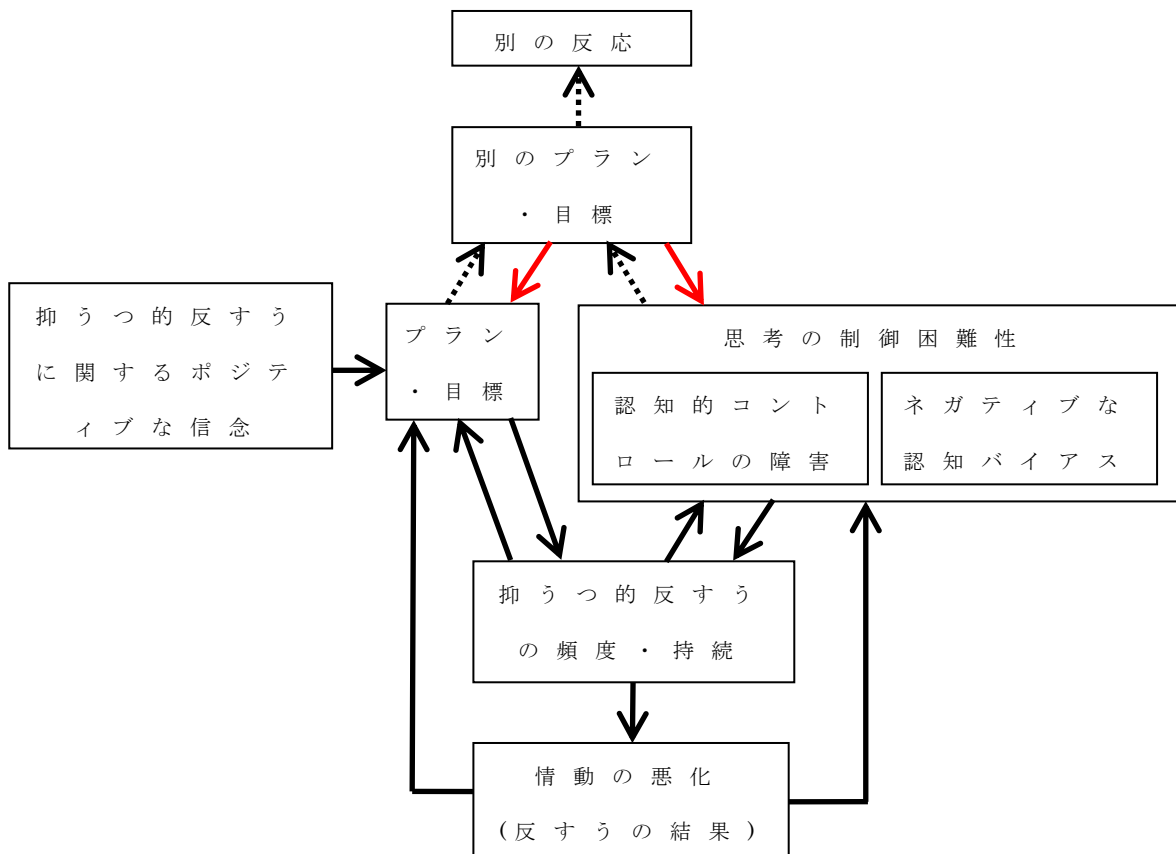 別の反応
別のプラン
・目標
抑うつ的反すう
に関するポジテ
ィブな信念
プラン
・目標
思考の制御困難性
認知的コント
ロールの障害
ネガティブな
認知バイアス
抑うつ的反すう
の頻度・持続
情動の悪化
(反すうの結果)